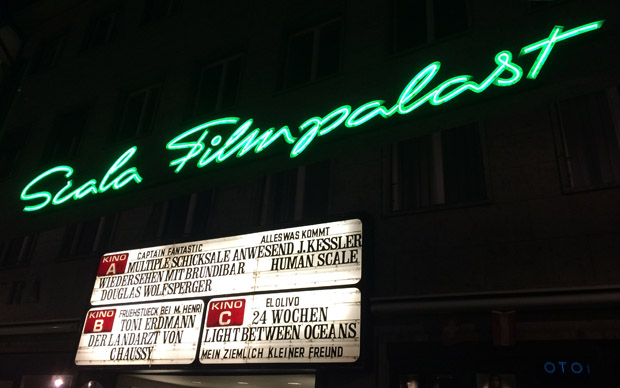 Scala Filmpalast
KINO
A
CAPTAIN FANTASTIC
ALLES WAS KOMMT
MULTIPLE SCHICKSALE ANWESEND J.KESSLER
WIEDERSEHEN MIT BRUNDIBAR
HUMAN SCALE
DOUGLAS WOLFSPERGER
KINO
B
FRUEHSTUECK BEI M. HENRI
TONI ERDMANN
DER LANDARZT VON
CHAUSSY
KINO
C
EL OLIVO
24 WOCHEN
LIGHT BETWEEN OCEANS
MEIN ZIEMLICH KLEINER FREUND